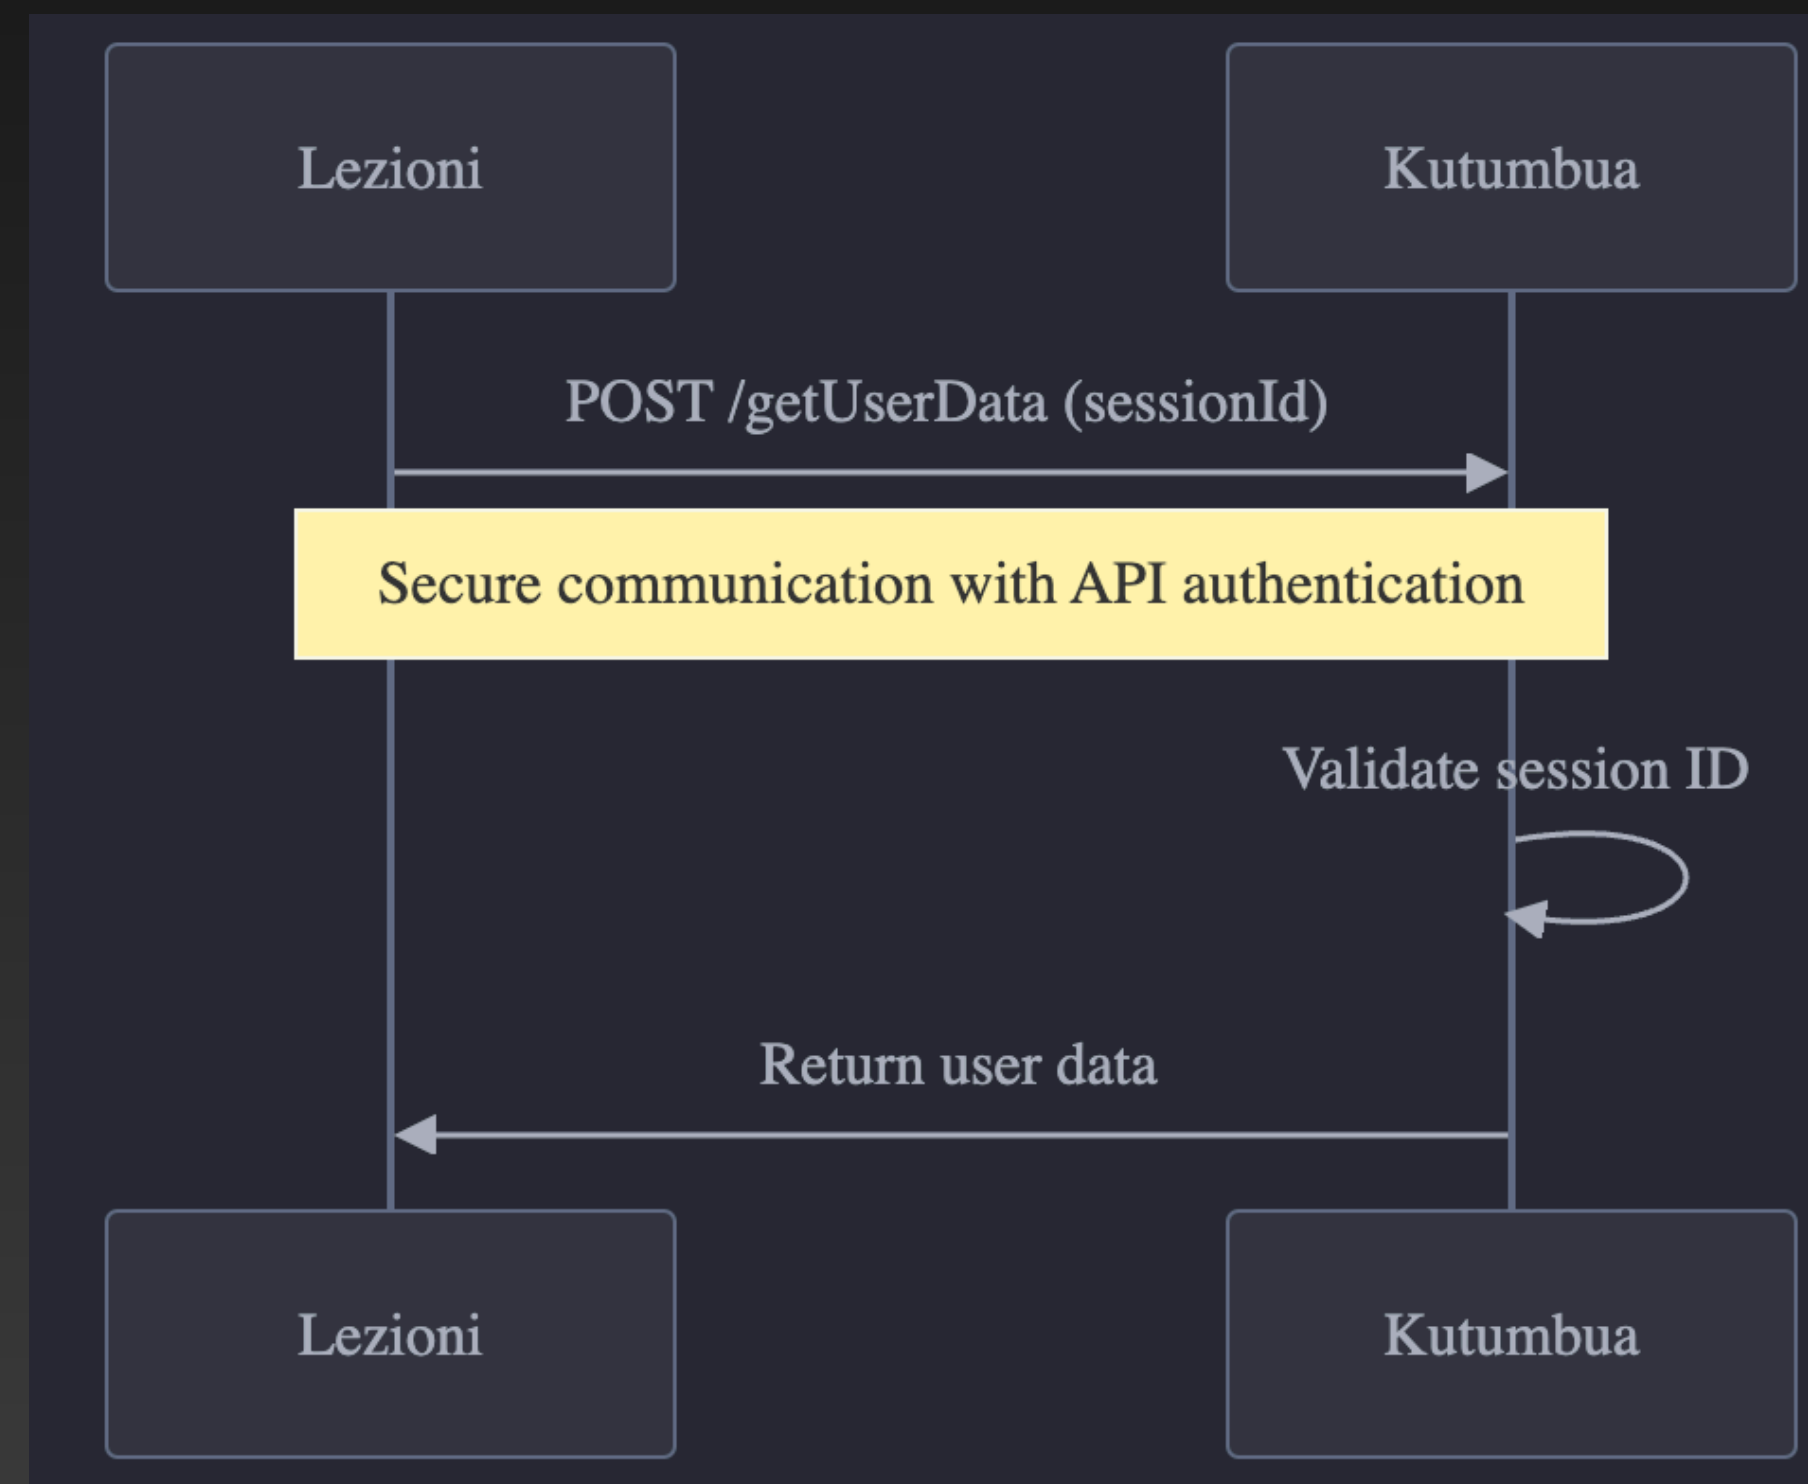 Lezioni
Kutumbua
POST /getUserData (sessionId)
Secure communication with API authentication
Validate session ID
Return user data
Lezioni
Kutumbua